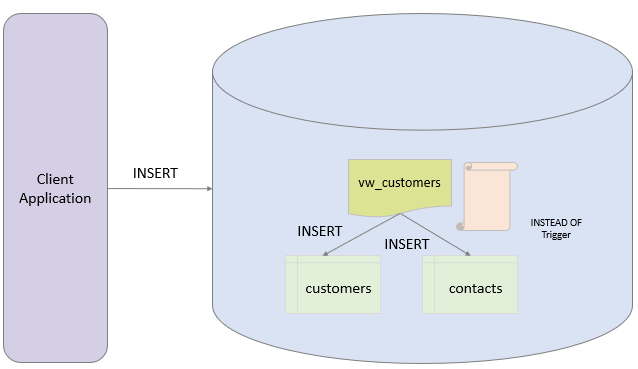 Client
Application
INSERT
vw_customers
INSTEAD OF
Trigger
INSERT
INSERT
customers
contacts